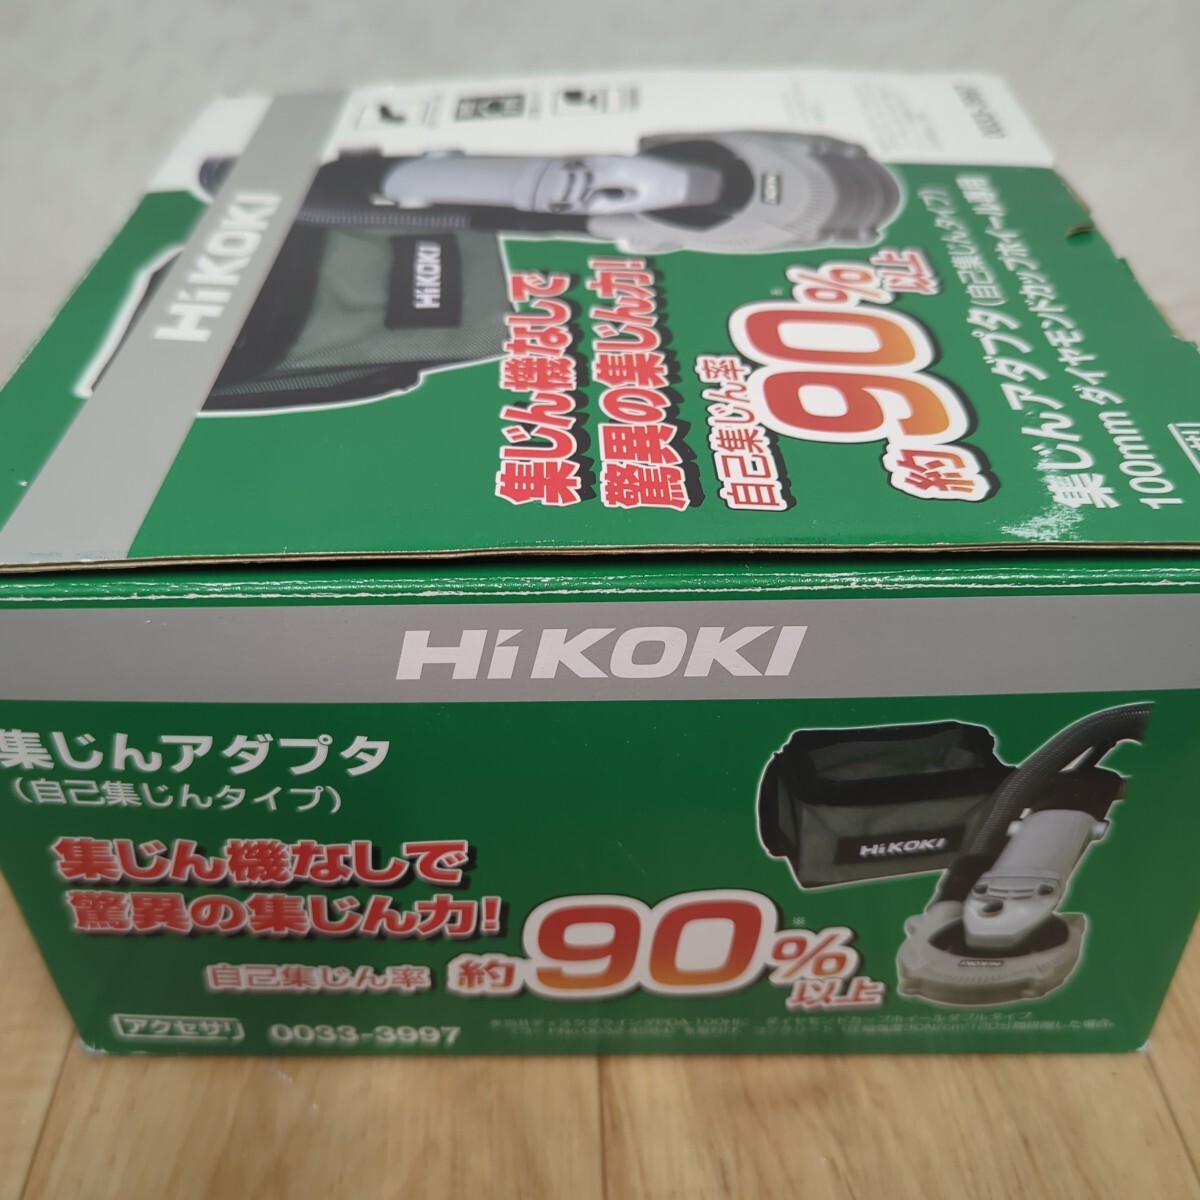 HiKOKI
HiKOKI
集じん機なしで
驚異の集じん力!
自己集じん率
約90%以上
※
集じんアダプタ(自己集じんタイプ)
100mm ダイヤモンドカップホイール専用
HiKOKI
集じんアダプタ
(自己集じんタイプ)
集じん機なしで
驚異の集じん力!
自己集じん率 約90%以上
※
アクセサリ 0033-3997
HiKOKI
HiKOKI